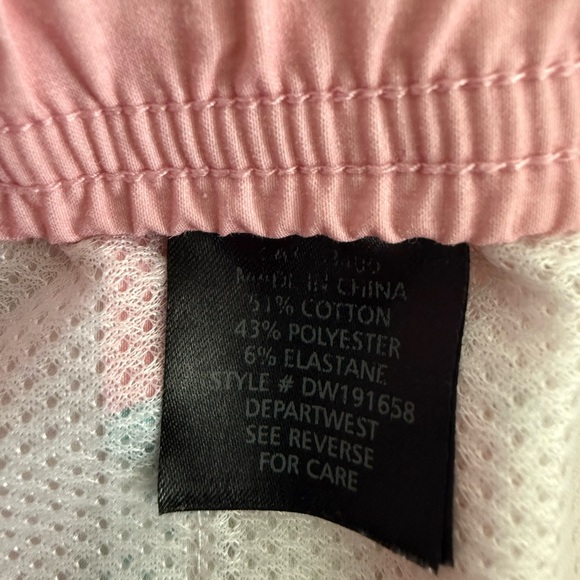 MADE IN CHINA
51% COTTON
43% POLYESTER
6% ELASTANE
STYLE # DW191658
DEPARTWEST
SEE REVERSE
FOR CARE